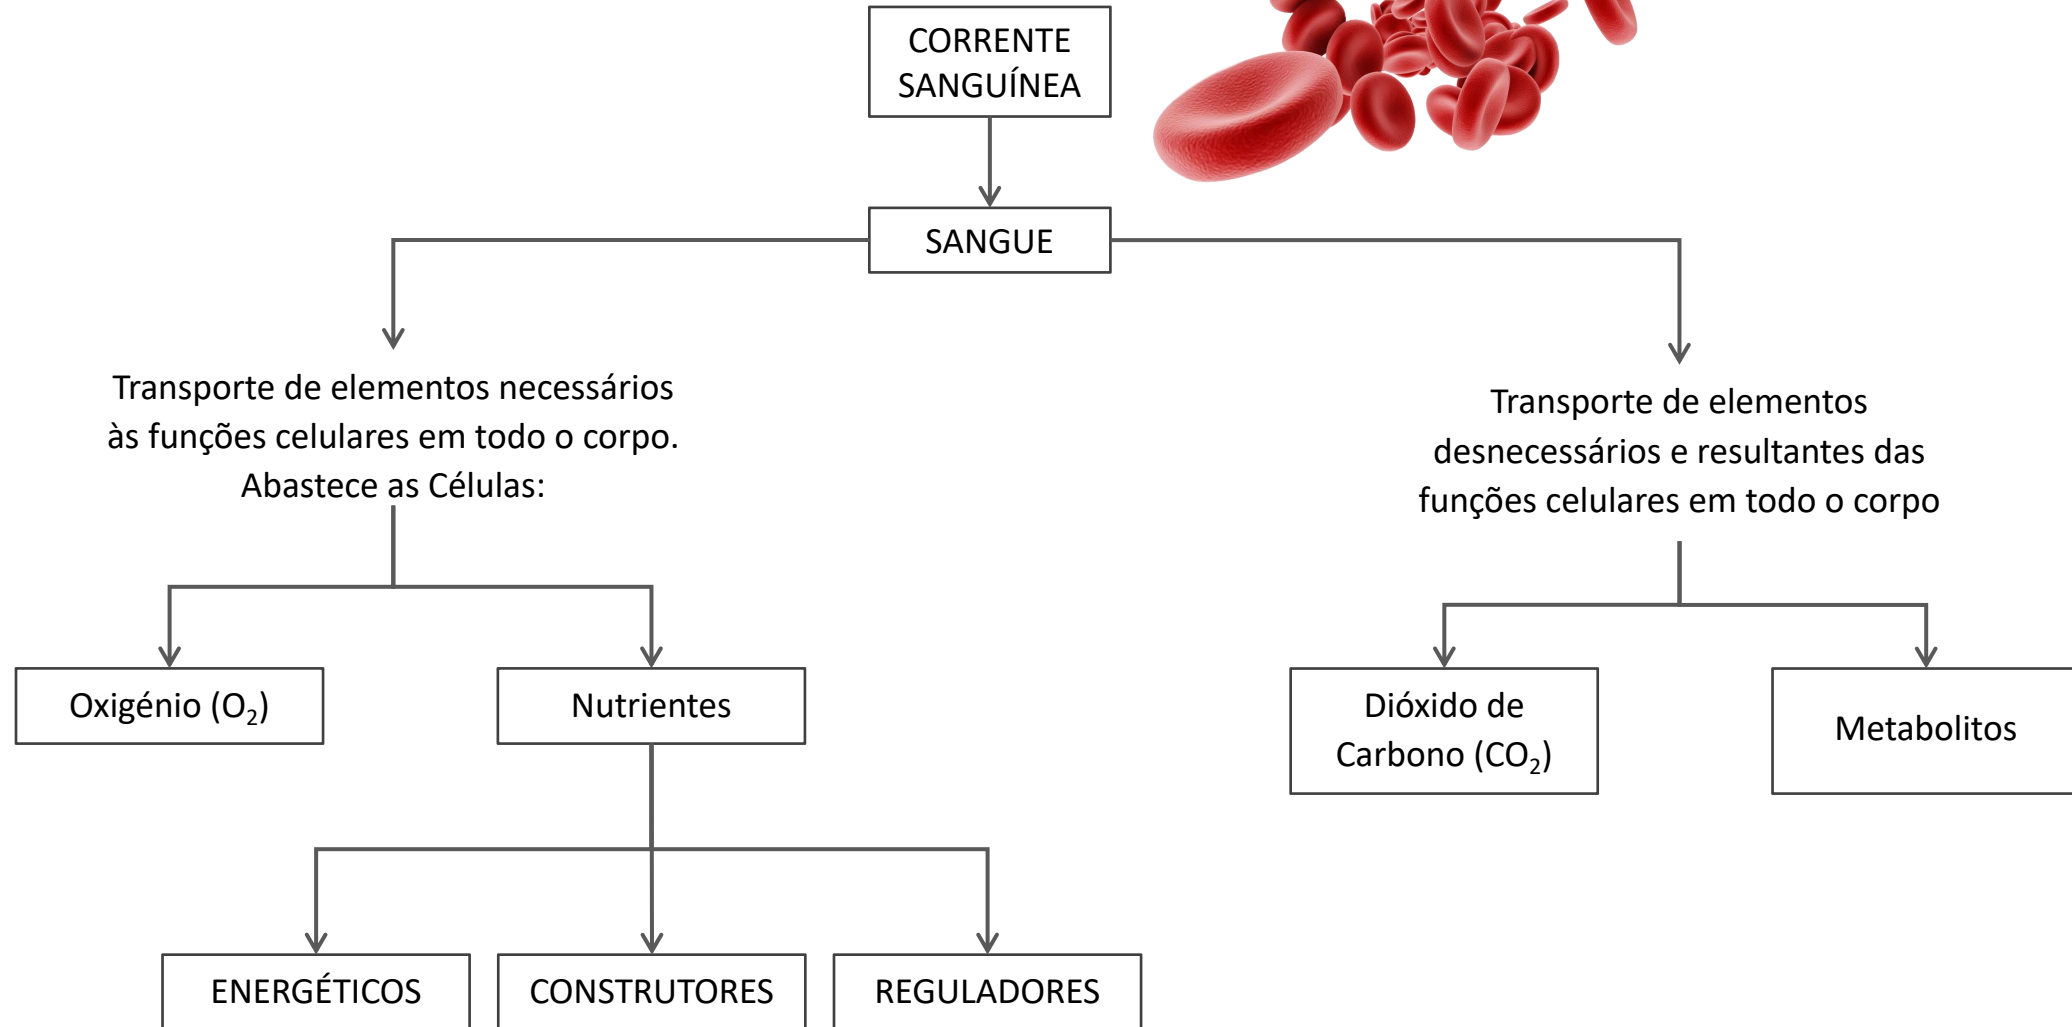 CORRENTE
SANGUÍNEA
SANGUE
Transporte de elementos necessários
às funções celulares em todo o corpo.
Abastece as Células:
Transporte de elementos
desnecessários e resultantes das
funções celulares em todo o corpo
Oxigénio (O₂)
Nutrientes
Dióxido de
Carbono (CO₂)
Metabolitos
ENERGÉTICOS
CONSTRUTORES
REGULADORES